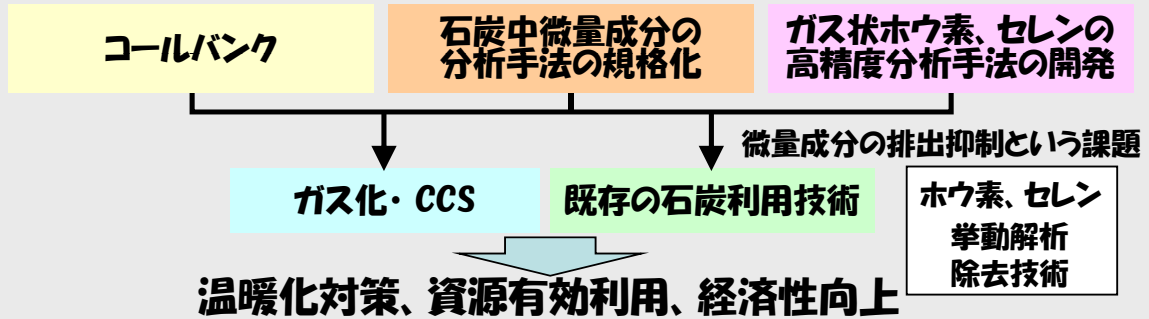 コールバンク
石炭中微量成分の
分析手法の規格化
ガス状ホウ素、セレンの
高精度分析手法の開発
微量成分の排出抑制という課題
ガス化・CCS
既存の石炭利用技術
ホウ素、セレン
挙動解析
除去技術
温暖化対策、資源有効利用、経済性向上